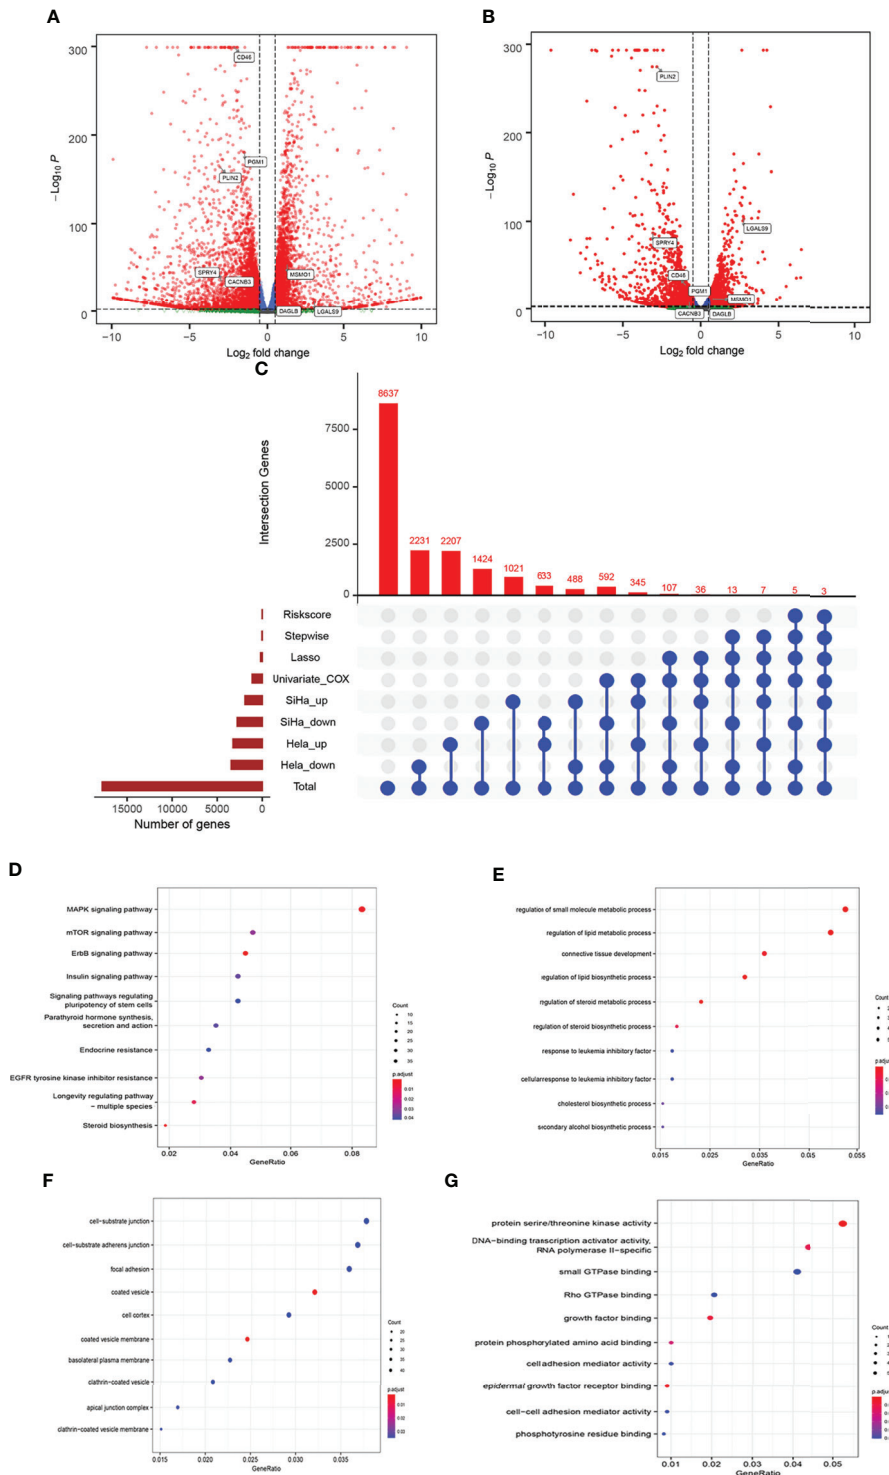 A
B
300
200
100
0
−Log10 P
CD46
PGM1
PLIN2
SPRY4
CACNB3
MSMO1
DAGLB
LGALS9
−10
−5
0
5
10
Log2 fold change
300
200
100
0
−Log10 P
PLIN2
LGALS9
SPRY4
CD46
PGM1
MSMO1
CACNB3
DAGLB
−10
−5
0
5
10
Log2 fold change
C
Intersection Genes
7500
5000
2500
0
8637
2231
2207
1424
1021
633
488
592
345
107
36
13
7
5
3
Riskscore
Stepwise
Lasso
Univariate_COX
SiHa_up
SiHa_down
Hela_up
Hela_down
Total
15000
10000
5000
0
Number of genes
D
MAPK signaling pathway
mTOR signaling pathway
ErbB signaling pathway
Insulin signaling pathway
Signaling pathways regulating
pluripotency of stem cells
Parathyroid hormone synthesis,
secretion and action
Endocrine resistance
EGFR tyrosine kinase inhibitor resistance
Longevity regulating pathway
− multiple species
Steroid biosynthesis
0.02
0.04
0.06
0.08
GeneRatio
Count
10
15
20
25
30
35
p.adjust
0.01
0.02
0.03
0.04
E
regulation of small molecule metabolic process
regulation of lipid metabolic process
connective tissue development
regulation of lipid biosynthetic process
regulation of steroid metabolic process
regulation of steroid biosynthetic process
response to leukemia inhibitory factor
cellularresponse to leukemia inhibitory factor
cholesterol biosynthetic process
secondary alcohol biosynthetic process
0.015
0.025
0.035
0.045
0.055
GeneRatio
Count
p.adjust
F
cell−substrate junction
cell−substrate adherens junction
focal adhesion
coated vesicle
cell cortex
coated vesicle membrane
basolateral plasma membrane
clathrin−coated vesicle
apical junction complex
clathrin−coated vesicle membrane
0.015
0.020
0.025
0.030
0.035
GeneRatio
Count
20
25
30
35
40
p.adjust
0.01
0.02
0.03
G
protein serine/threonine kinase activity
DNA−binding transcription activator activity,
RNA polymerase II−specific
small GTPase binding
Rho GTPase binding
growth factor binding
protein phosphorylated amino acid binding
cell adhesion mediator activity
epidermal growth factor receptor binding
cell−cell adhesion mediator activity
phosphotyrosine residue binding
0.01
0.02
0.03
0.04
0.05
GeneRatio
Count
p.adjust